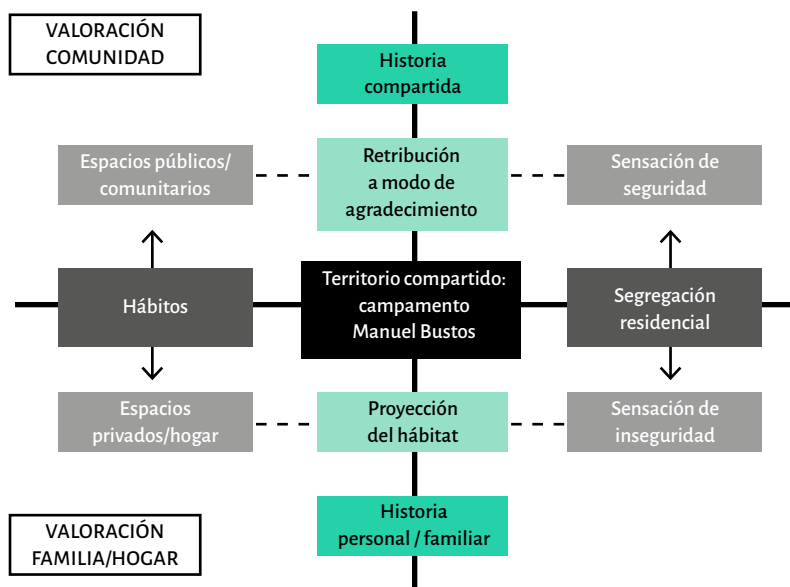 VALORACIÓN
COMUNIDAD
Historia
compartida
Espacios públicos/
comunitarios
Retribución
a modo de
agradecimiento
Sensación de
seguridad
Hábitos
Territorio compartido:
campamento
Manuel Bustos
Segregación
residencial
Espacios
privados/hogar
Proyección
del hábitat
Sensación de
inseguridad
Historia
personal / familiar
VALORACIÓN
FAMILIA/HOGAR